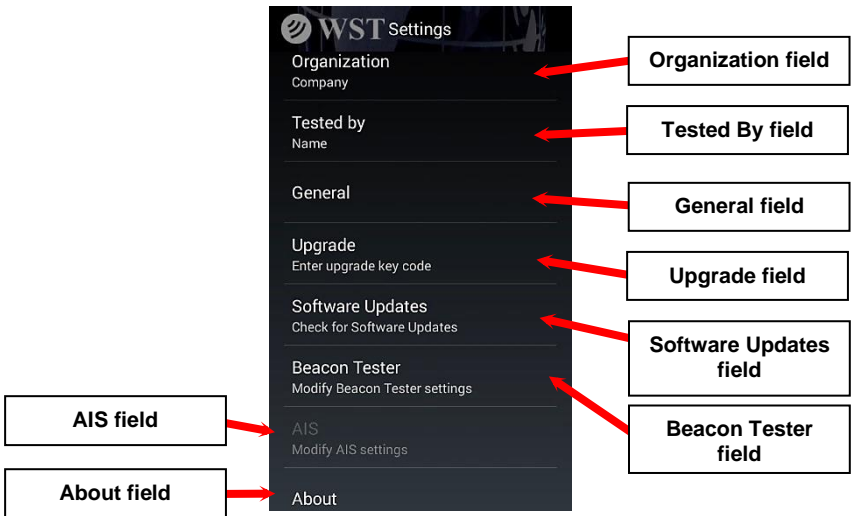 WST Settings
Organization
Company
Tested by
Name
General
Upgrade
Enter upgrade key code
Software Updates
Check for Software Updates
Beacon Tester
Modify Beacon Tester settings
AIS
Modify AIS settings
About
Organization field
Tested By field
General field
Upgrade field
Software Updates
field
Beacon Tester
field
AIS field
About field